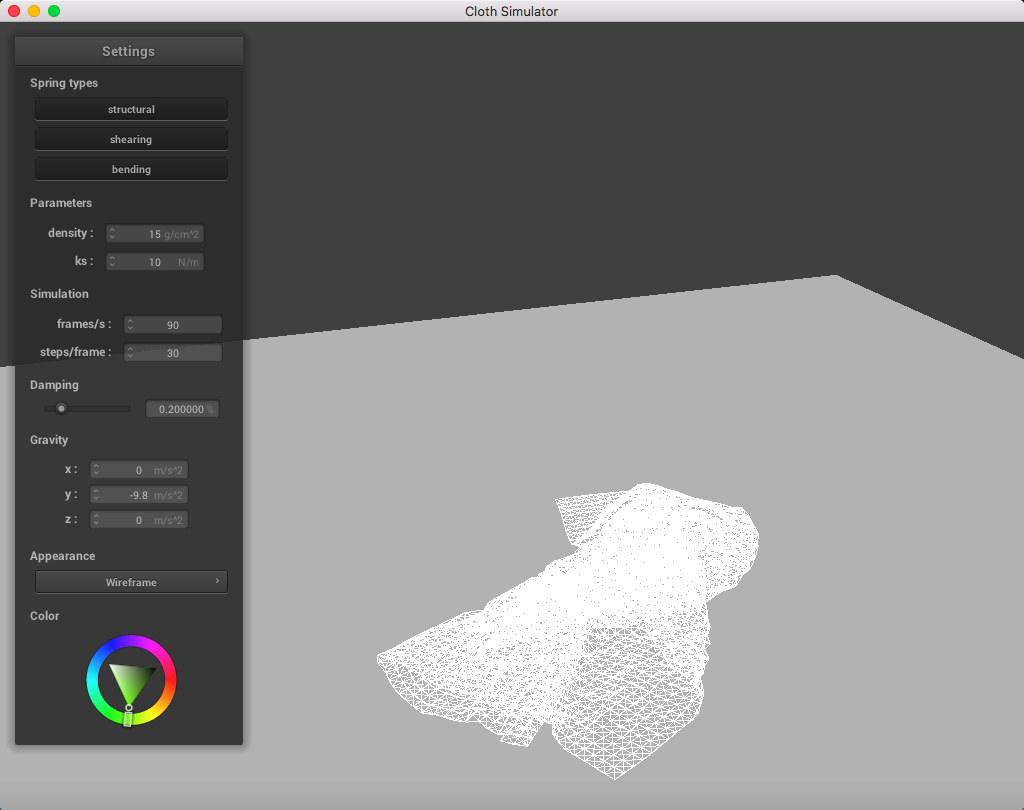 Cloth Simulator
Settings
Spring types
structural
shearing
bending
Parameters
density : 15 g/cm^2
ks : 10 N/m
Simulation
frames/s : 90
steps/frame : 30
Damping
0.200000 %
Gravity
x : 0 m/s^2
y : -9.8 m/s^2
z : 0 m/s^2
Appearance
Wireframe ›
Color